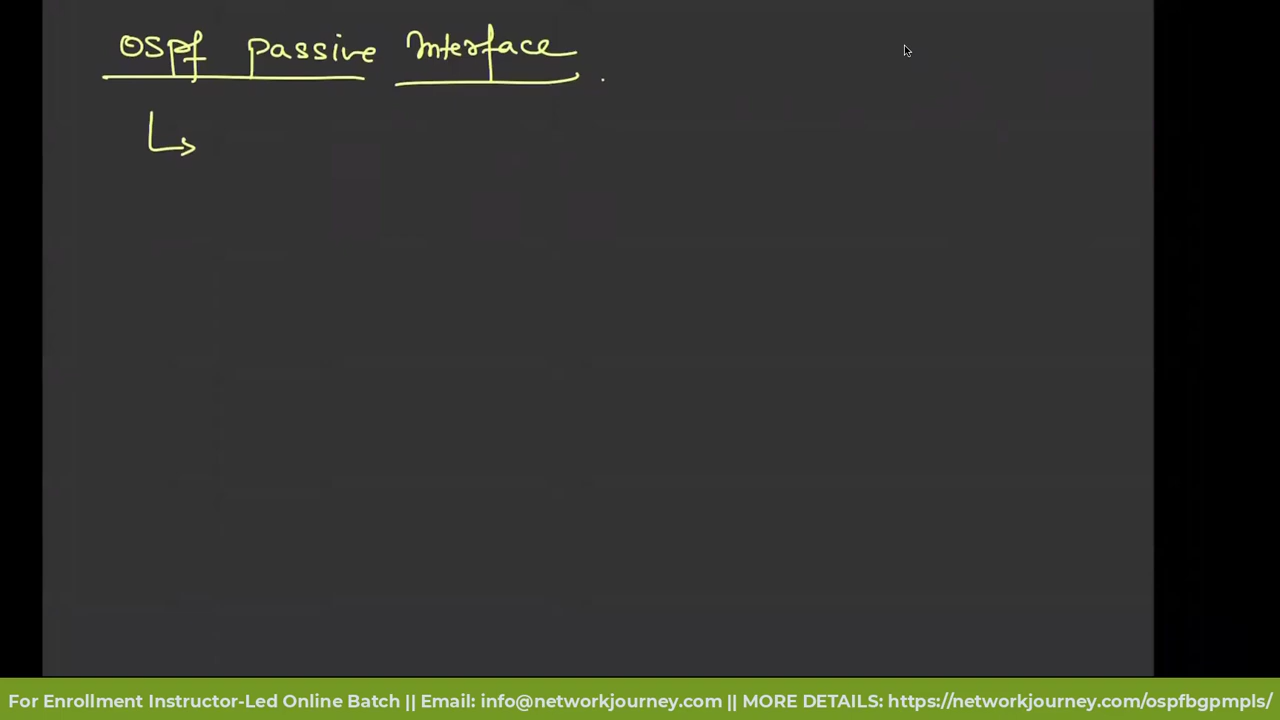 OSpf passive Interface
For Enrollment Instructor-Led Online Batch || Email: info@networkjourney.com || MORE DETAILS: https://networkjourney.com/ospfbgpmpls/